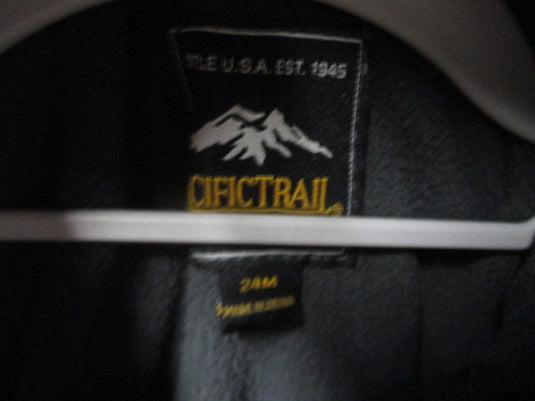 TLE U.S.A. EST. 1945
CIFICTRAIL®
24M